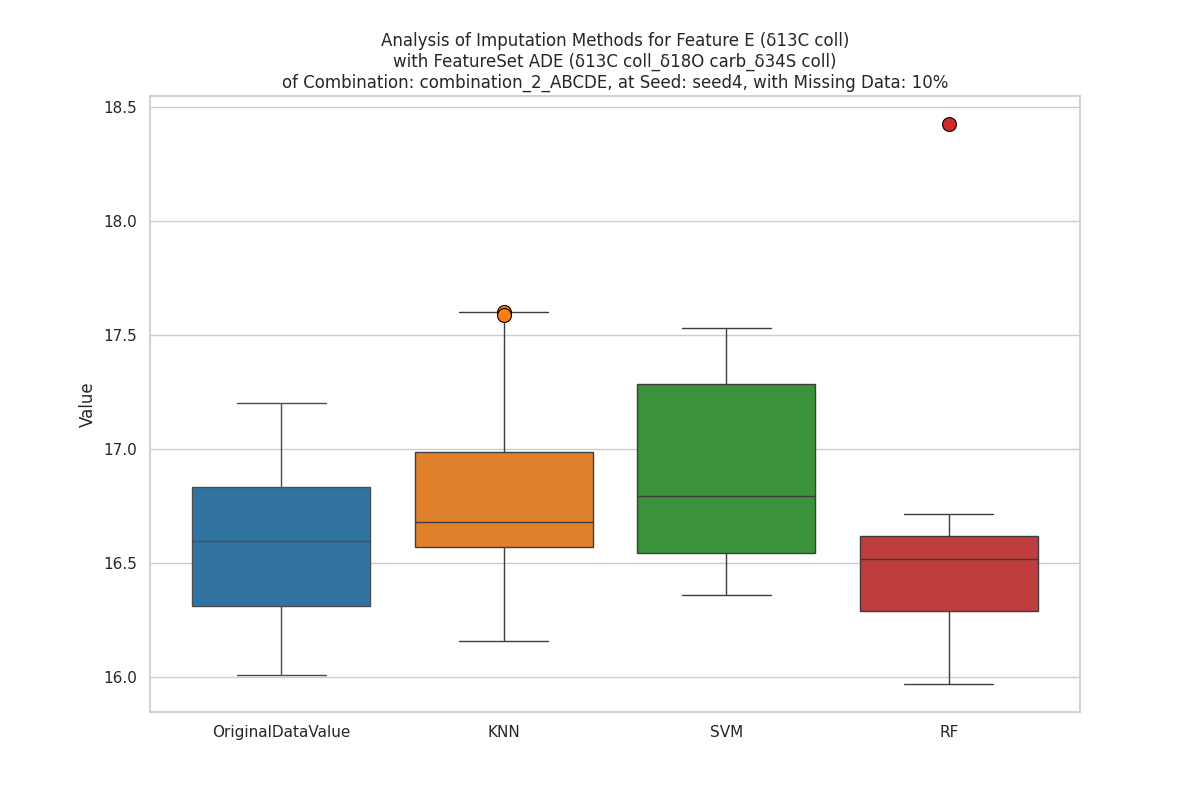 Analysis of Imputation Methods for Feature E (δ13C coll)
with FeatureSet ADE (δ13C coll_δ18O carb_δ34S coll)
of Combination: combination_2_ABCDE, at Seed: seed4, with Missing Data: 10%
18.5
18.0
17.5
17.0
16.5
16.0
Value
OriginalDataValue
KNN
SVM
RF